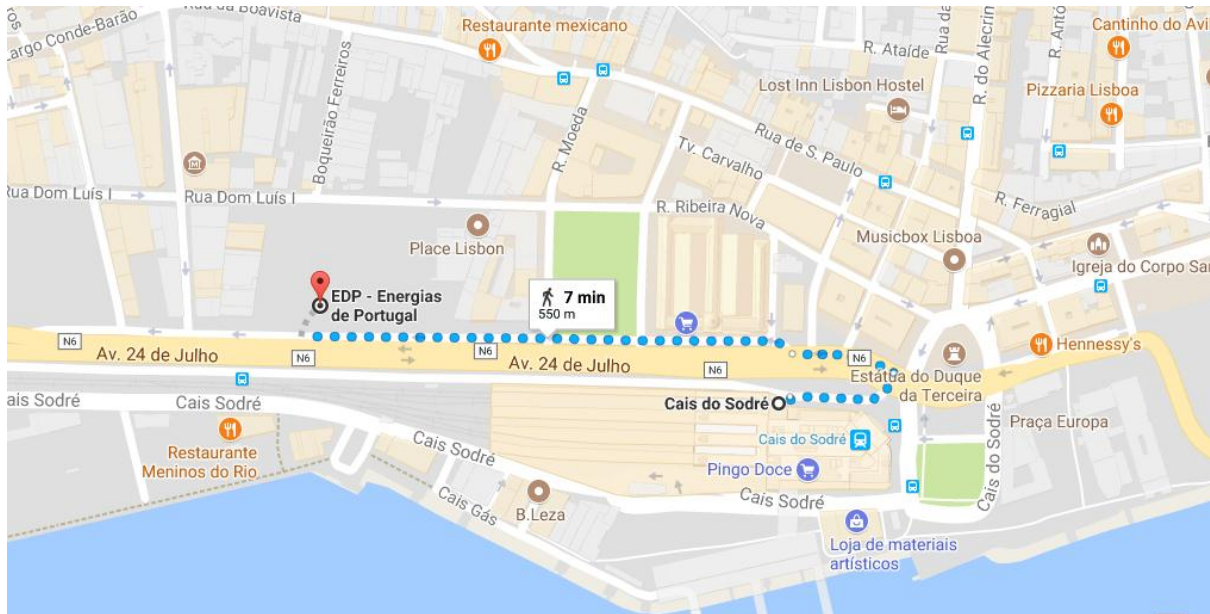 Rua da Boavista
Largo Conde-Barão
Restaurante mexicano
R. Ataíde
Rua da
R. do Alecrim
R. Antó
Cantinho do Avi
Boqueirão Ferreiros
R. Moeda
Lost Inn Lisbon Hostel
Pizzaria Lisboa
Rua de S. Paulo
Tv. Carvalho
Rua Dom Luís I
Rua Dom Luís I
R. Ribeira Nova
R. Ferragial
Place Lisbon
Musicbox Lisboa
Igreja do Corpo San
7 min
550 m
EDP - Energias
de Portugal
N6
Av. 24 de Julho
N6
N6
Av. 24 de Julho
N6
N6
Hennessy's
Estátua do Duque
da Terceira
Cais Sodré
Cais Sodré
Cais do Sodré
Restaurante
Meninos do Rio
Cais Sodré
Cais do Sodré
Pingo Doce
Praça Europa
Cais do Sodré
Cais Gás
B.Leza
Cais Sodré
Loja de materiais
artísticos